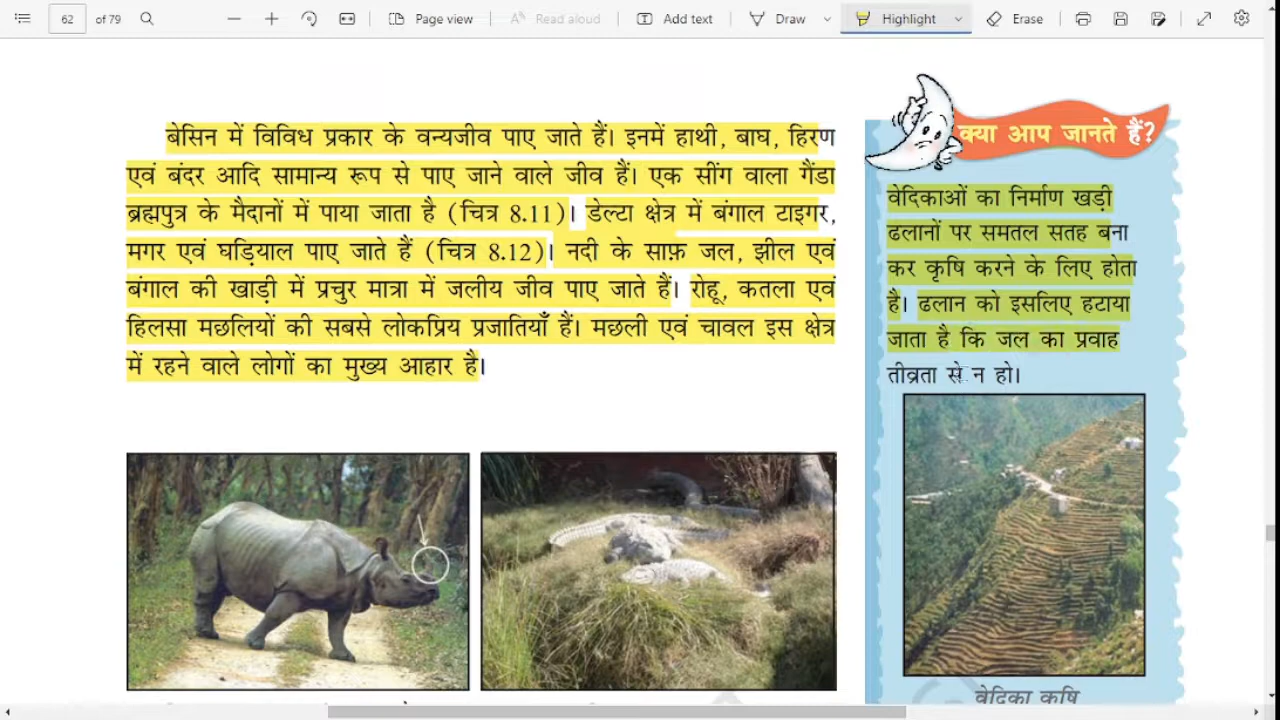 62 of 79
Page view
Read aloud
Add text
Draw
Highlight
Erase
बेसिन में विविध प्रकार के वन्यजीव पाए जाते हैं। इनमें हाथी, बाघ, हिरण
एवं बंदर आदि सामान्य रूप से पाए जाने वाले जीव हैं। एक सींग वाला गैंडा
ब्रह्मपुत्र के मैदानों में पाया जाता है (चित्र 8.11)। डेल्टा क्षेत्र में बंगाल टाइगर,
मगर एवं घड़ियाल पाए जाते हैं (चित्र 8.12)। नदी के साफ़ जल, झील एवं
बंगाल की खाड़ी में प्रचुर मात्रा में जलीय जीव पाए जाते हैं। रोहू, कतला एवं
हिलसा मछलियों की सबसे लोकप्रिय प्रजातियाँ हैं। मछली एवं चावल इस क्षेत्र
में रहने वाले लोगों का मुख्य आहार है।
क्या आप जानते हैं?
वेदिकाओं का निर्माण खड़ी
ढलानों पर समतल सतह बना
कर कृषि करने के लिए होता
है। ढलान को इसलिए हटाया
जाता है कि जल का प्रवाह
तीव्रता से न हो।
वेदिका कृषि